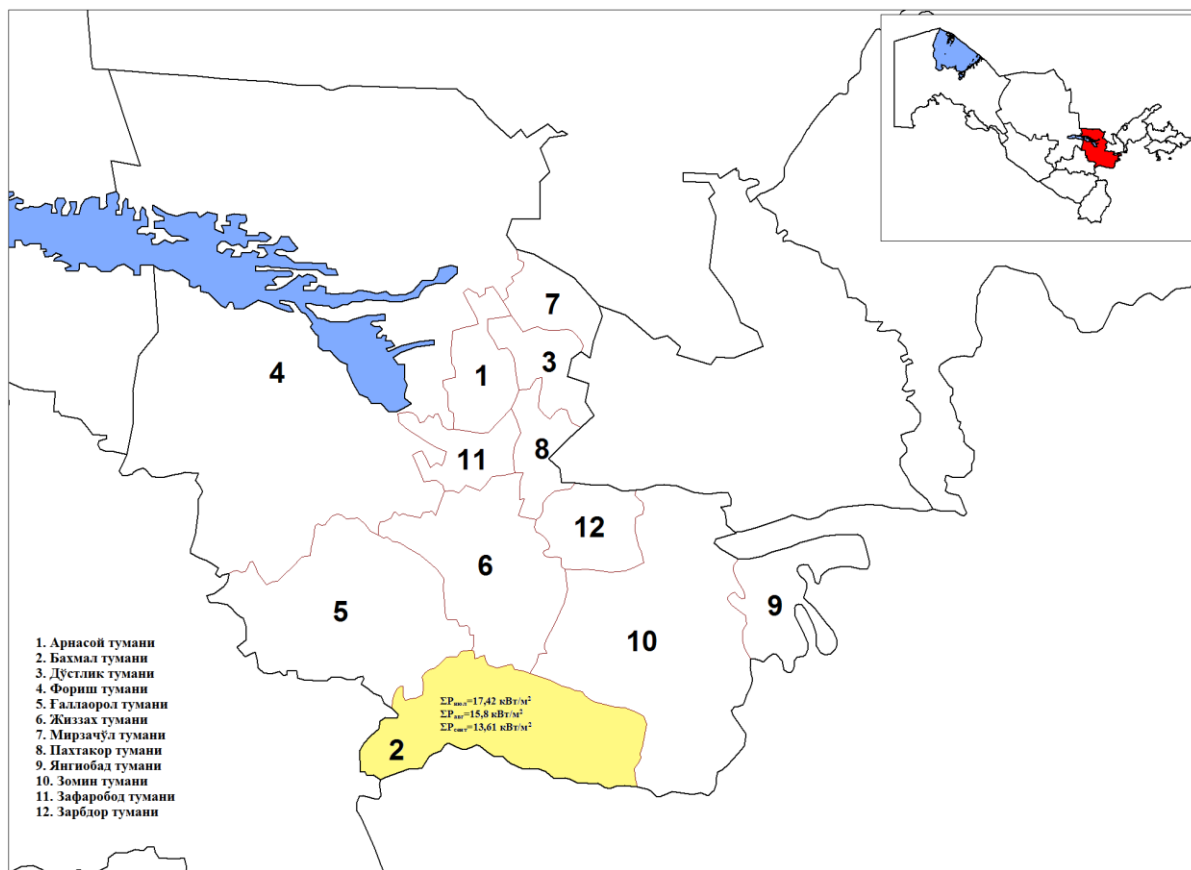 7
4
1
3
8
11
12
6
9
5
10
ΣPиюл=17,42 кВт/м²
ΣPавг=15,8 кВт/м²
ΣPсент=13,61 кВт/м²
2
1. Арнасой тумани
2. Бахмал тумани
3. Дўстлик тумани
4. Фориш тумани
5. Ғаллаорол тумани
6. Жиззах тумани
7. Мирзачўл тумани
8. Пахтакор тумани
9. Янгиобад тумани
10. Зомин тумани
11. Зафаробод тумани
12. Зарбдор тумани